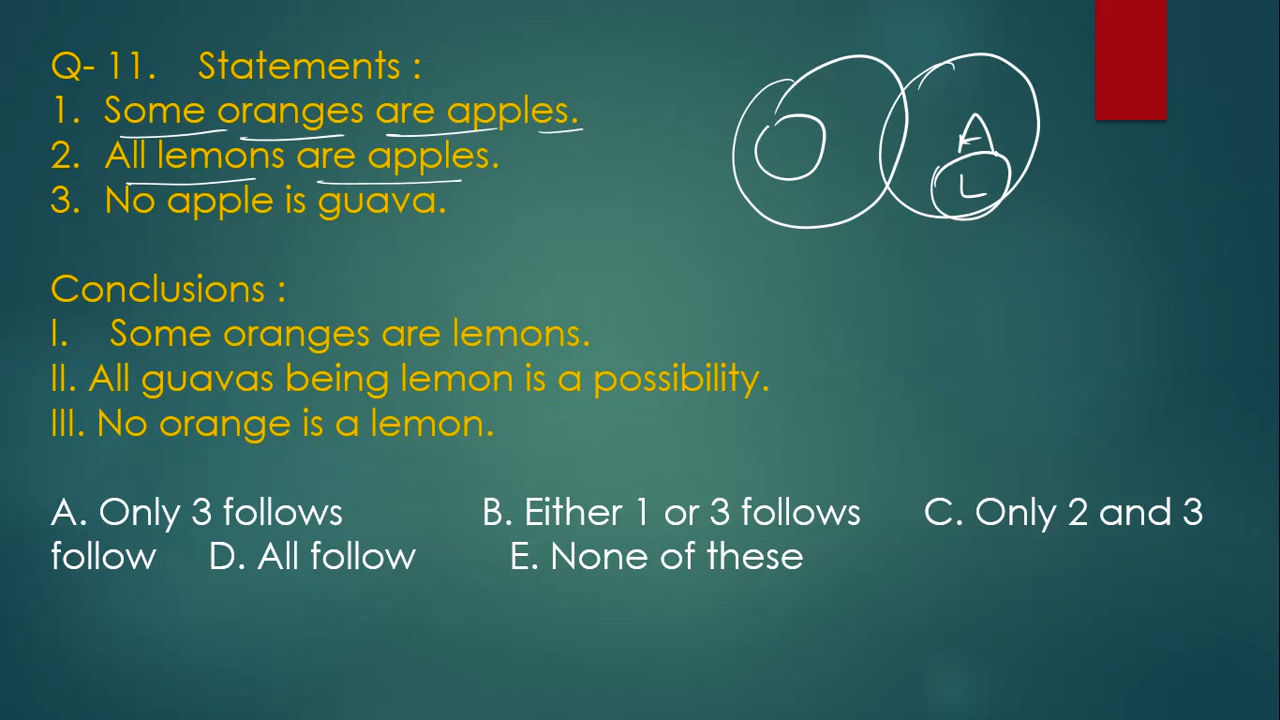 Q- 11. Statements :
1. Some oranges are apples.
2. All lemons are apples.
3. No apple is guava.
Conclusions :
I. Some oranges are lemons.
II. All guavas being lemon is a possibility.
III. No orange is a lemon.
A. Only 3 follows B. Either 1 or 3 follows C. Only 2 and 3
follow D. All follow E. None of these
O A
L